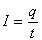 I = q/t